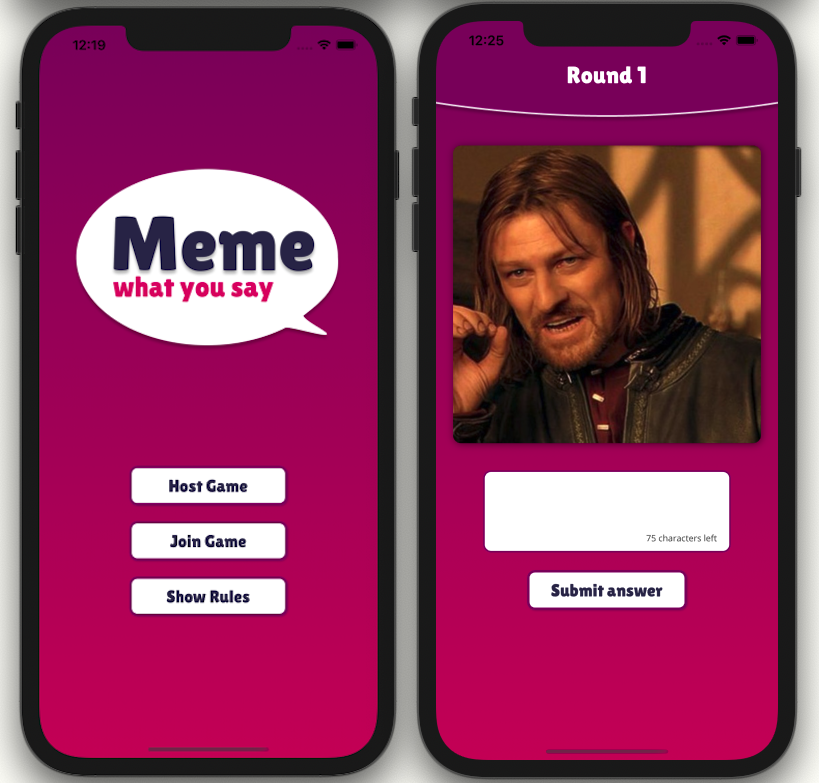 12:19
Meme
what you say
Host Game
Join Game
Show Rules
12:25
Round 1
75 characters left
Submit answer